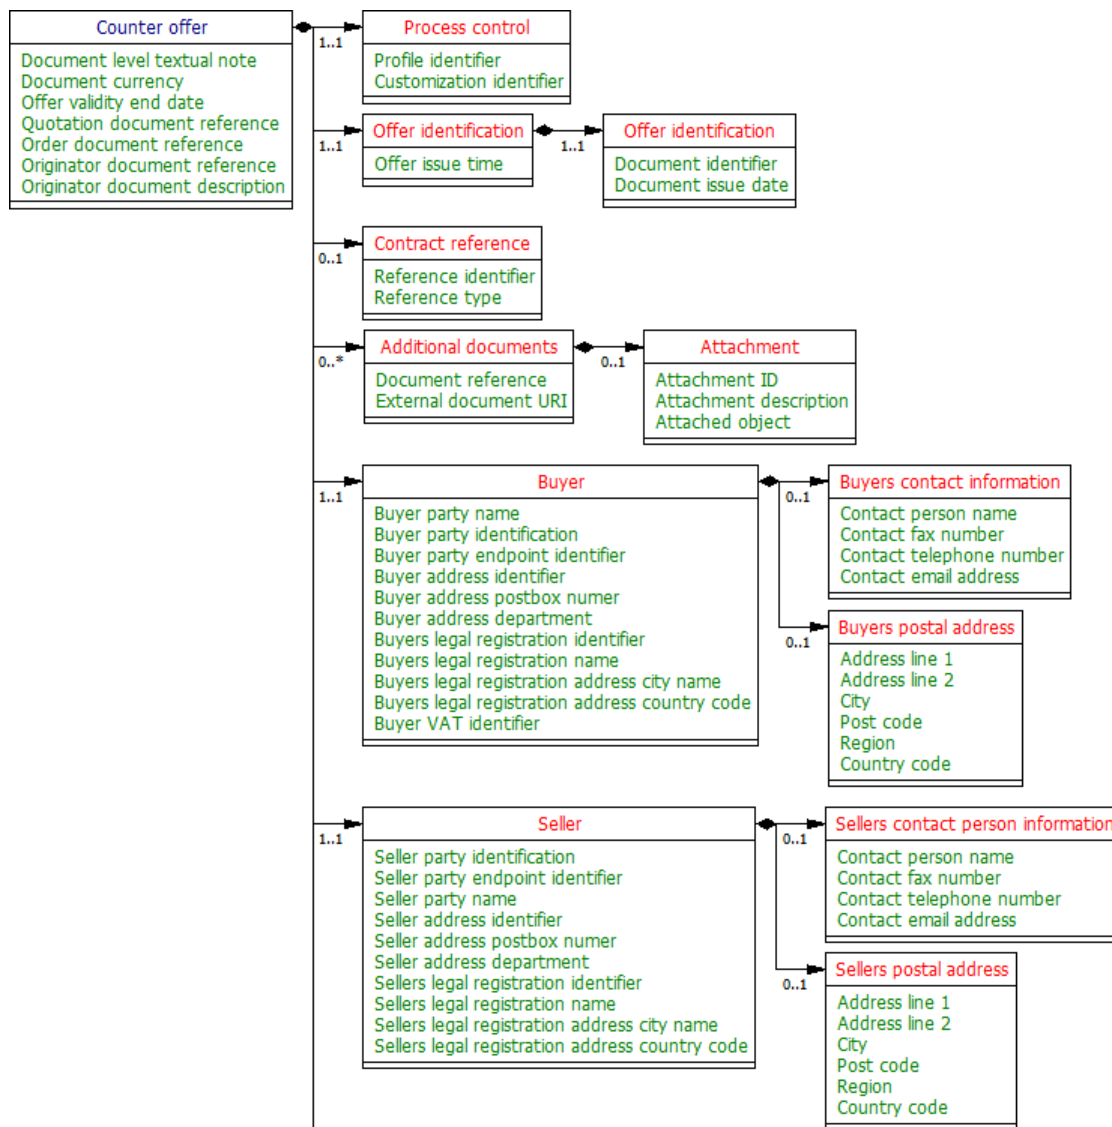 Counter offer
Document level textual note
Document currency
Offer validity end date
Quotation document reference
Order document reference
Originator document reference
Originator document description
1..1
Process control
Profile identifier
Customization identifier
1..1
Offer identification
Offer issue time
1..1
Offer identification
Document identifier
Document issue date
0..1
Contract reference
Reference identifier
Reference type
0..*
Additional documents
Document reference
External document URI
0..1
Attachment
Attachment ID
Attachment description
Attached object
1..1
Buyer
Buyer party name
Buyer party identification
Buyer party endpoint identifier
Buyer address identifier
Buyer address postbox numer
Buyer address department
Buyers legal registration identifier
Buyers legal registration name
Buyers legal registration address city name
Buyers legal registration address country code
Buyer VAT identifier
0..1
Buyers contact information
Contact person name
Contact fax number
Contact telephone number
Contact email address
0..1
Buyers postal address
Address line 1
Address line 2
City
Post code
Region
Country code
1..1
Seller
Seller party identification
Seller party endpoint identifier
Seller party name
Seller address identifier
Seller address postbox numer
Seller address department
Sellers legal registration identifier
Sellers legal registration name
Sellers legal registration address city name
Sellers legal registration address country code
0..1
Sellers contact person information
Contact person name
Contact fax number
Contact telephone number
Contact email address
0..1
Sellers postal address
Address line 1
Address line 2
City
Post code
Region
Country code